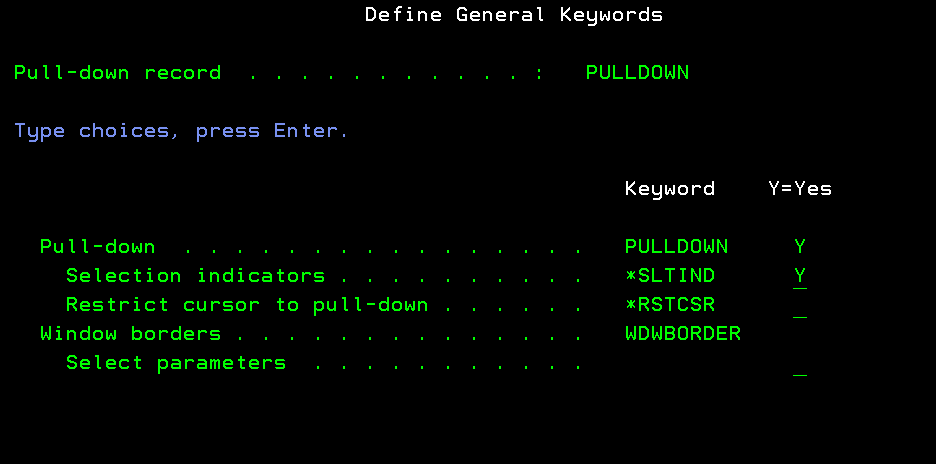 Define General Keywords
Pull-down record . . . . . . . . . . . : PULLDOWN
Type choices, press Enter.
Keyword Y=Yes
Pull-down . . . . . . . . . . . . . . . . PULLDOWN Y
Selection indicators . . . . . . . . . . *SLTIND Y
Restrict cursor to pull-down . . . . . . *RSTCSR _
Window borders . . . . . . . . . . . . . . WDWBORDER
Select parameters . . . . . . . . . . . _